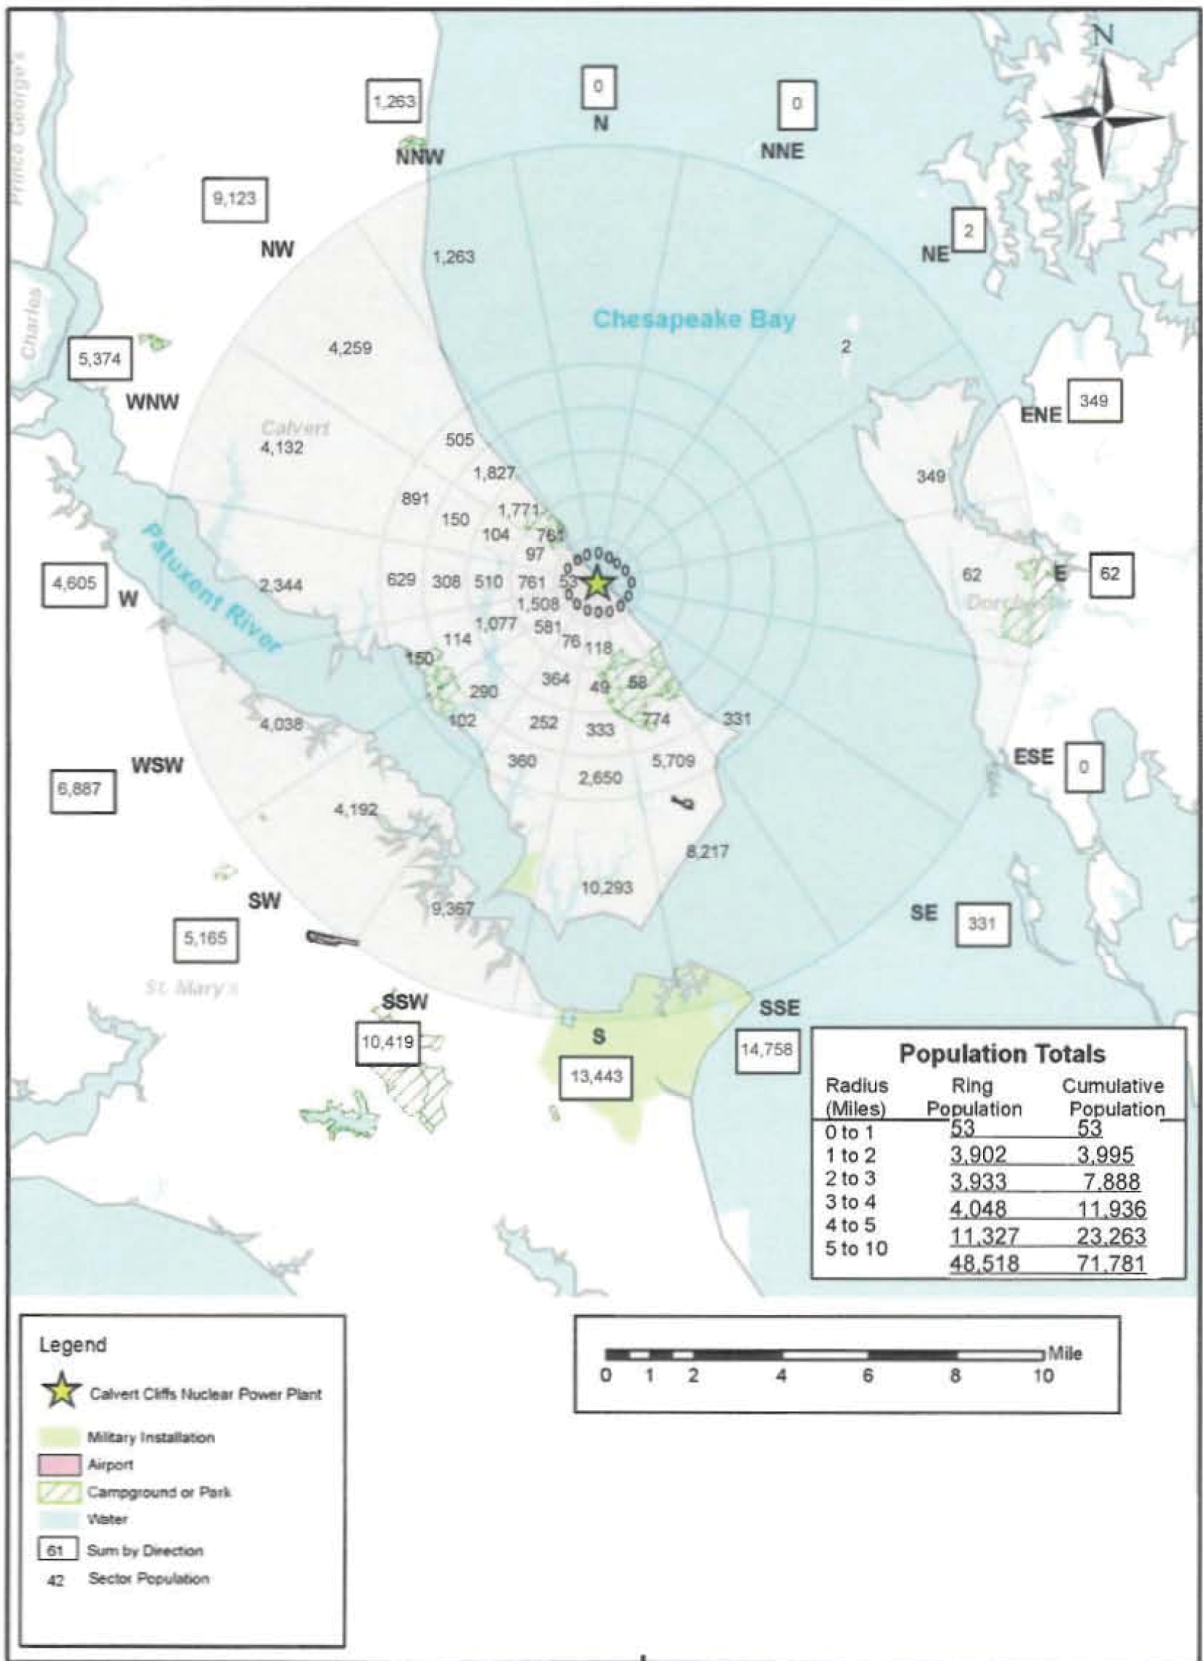 N
0
0
1,263
N
NNE
NNW
Prince George's
9,123
2
NW
NE
1,263
Charles
Chesapeake Bay
4,259
2
5,374
WNW
349
ENE
Calvert
4,132
505
1,827
349
891
1,771
150
104
761
97
Patuxent River
0000000
4,605
W
2,344
629
308
510
761
53
62
E
62
Dorchester
1,508
0000
1,077
581
114
76
118
150
364
49
58
290
102
252
333
774
331
4,038
WSW
360
5,709
ESE
0
6,887
2,650
4,192
8,217
10,293
SW
9,367
SE
331
5,165
St. Mary's
SSW
SSE
10,419
S
14,758
13,443
Population Totals
Radius Ring Cumulative
(Miles) Population Population
0 to 1 53 53
1 to 2 3,902 3,995
2 to 3 3,933 7,888
3 to 4 4,048 11,936
4 to 5 11,327 23,263
5 to 10 48,518 71,781
Legend
Calvert Cliffs Nuclear Power Plant
Military Installation
Airport
Campground or Park
Water
61 Sum by Direction
42 Sector Population
Mile
0 1 2 4 6 8 10